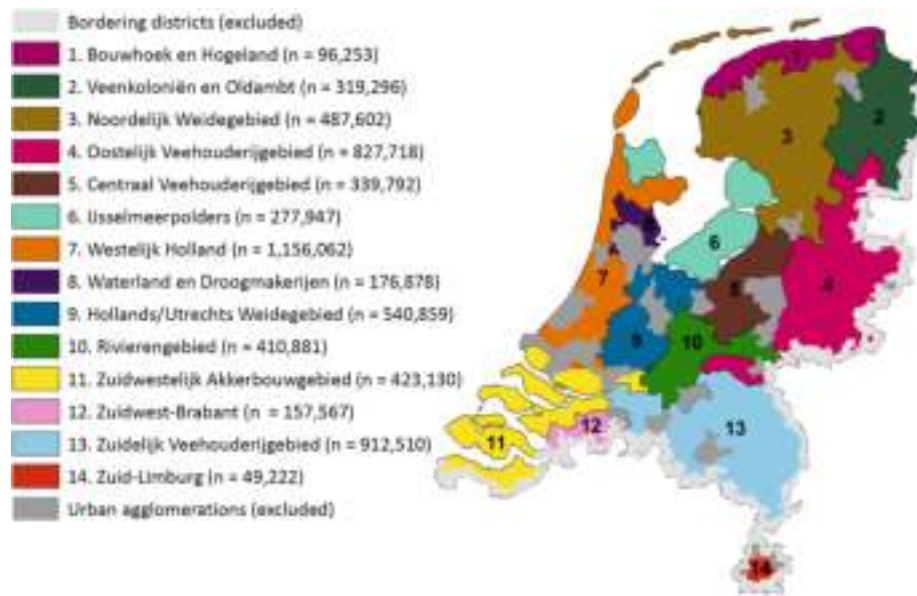 Bordering districts (excluded)
1. Bouwhoek en Hogeland (n = 96,253)
2. Veenkoloniën en Oldambt (n = 319,296)
3. Noordelijk Weidegebied (n = 487,602)
4. Oostelijk Veehouderijgebied (n = 827,718)
5. Centraal Veehouderijgebied (n = 339,792)
6. IJsselmeerpolders (n = 277,947)
7. Westelijk Holland (n = 1,156,062)
8. Waterland en Droogmakerijen (n = 176,878)
9. Hollands/Utrechts Weidegebied (n = 540,859)
10. Rivierengebied (n = 410,881)
11. Zuidwestelijk Akkerbouwgebied (n = 423,130)
12. Zuidwest-Brabant (n = 157,567)
13. Zuidelijk Veehouderijgebied (n = 912,510)
14. Zuid-Limburg (n = 49,222)
Urban agglomerations (excluded)
1
2
3
6
7
5
4
9
10
12
13
11
14